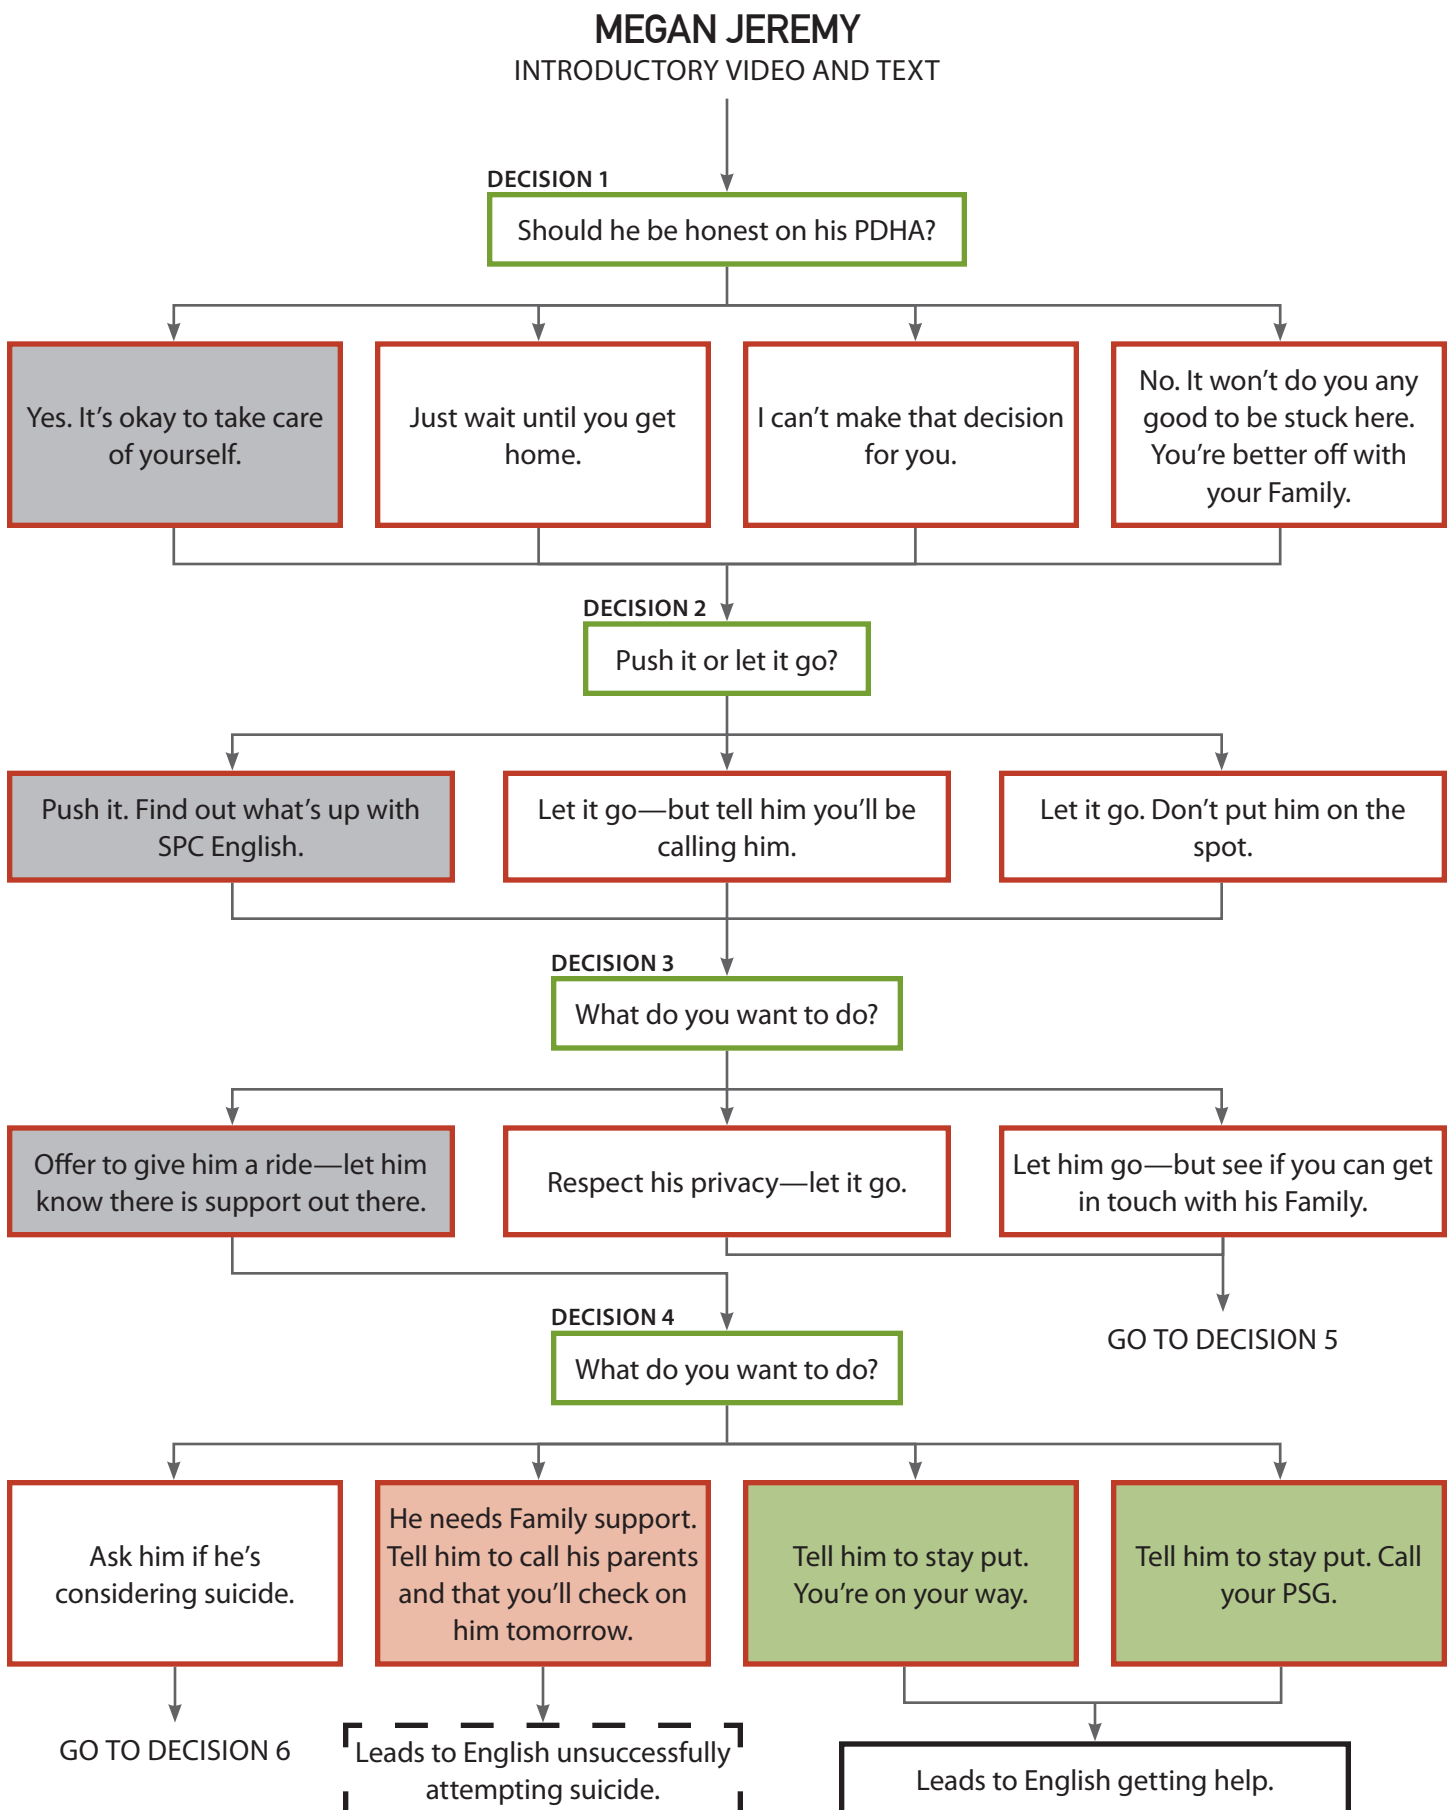 MEGAN JEREMY
INTRODUCTORY VIDEO AND TEXT
DECISION 1
Should he be honest on his PDHA?
Yes. It's okay to take care
of yourself.
Just wait until you get
home.
I can't make that decision
for you.
No. It won't do you any
good to be stuck here.
You're better off with
your Family.
DECISION 2
Push it or let it go?
Push it. Find out what's up with
SPC English.
Let it go—but tell him you'll be
calling him.
Let it go. Don't put him on the
spot.
DECISION 3
What do you want to do?
Offer to give him a ride—let him
know there is support out there.
Respect his privacy—let it go.
Let him go—but see if you can get
in touch with his Family.
GO TO DECISION 5
DECISION 4
What do you want to do?
Ask him if he's
considering suicide.
He needs Family support.
Tell him to call his parents
and that you'll check on
him tomorrow.
Tell him to stay put.
You're on your way.
Tell him to stay put. Call
your PSG.
GO TO DECISION 6
Leads to English unsuccessfully
attempting suicide.
Leads to English getting help.